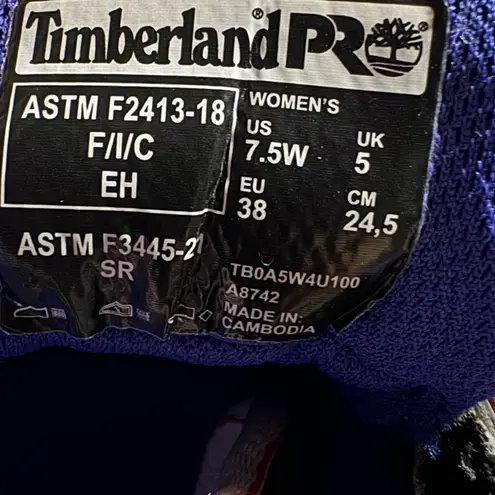 Timberland® PRO®
ASTM F2413-18
F/I/C
EH
ASTM F3445-21
SR
WOMEN'S
US UK
7.5W 5
EU CM
38 24,5
TB0A5W4U100
A8742
MADE IN:
CAMBODIA